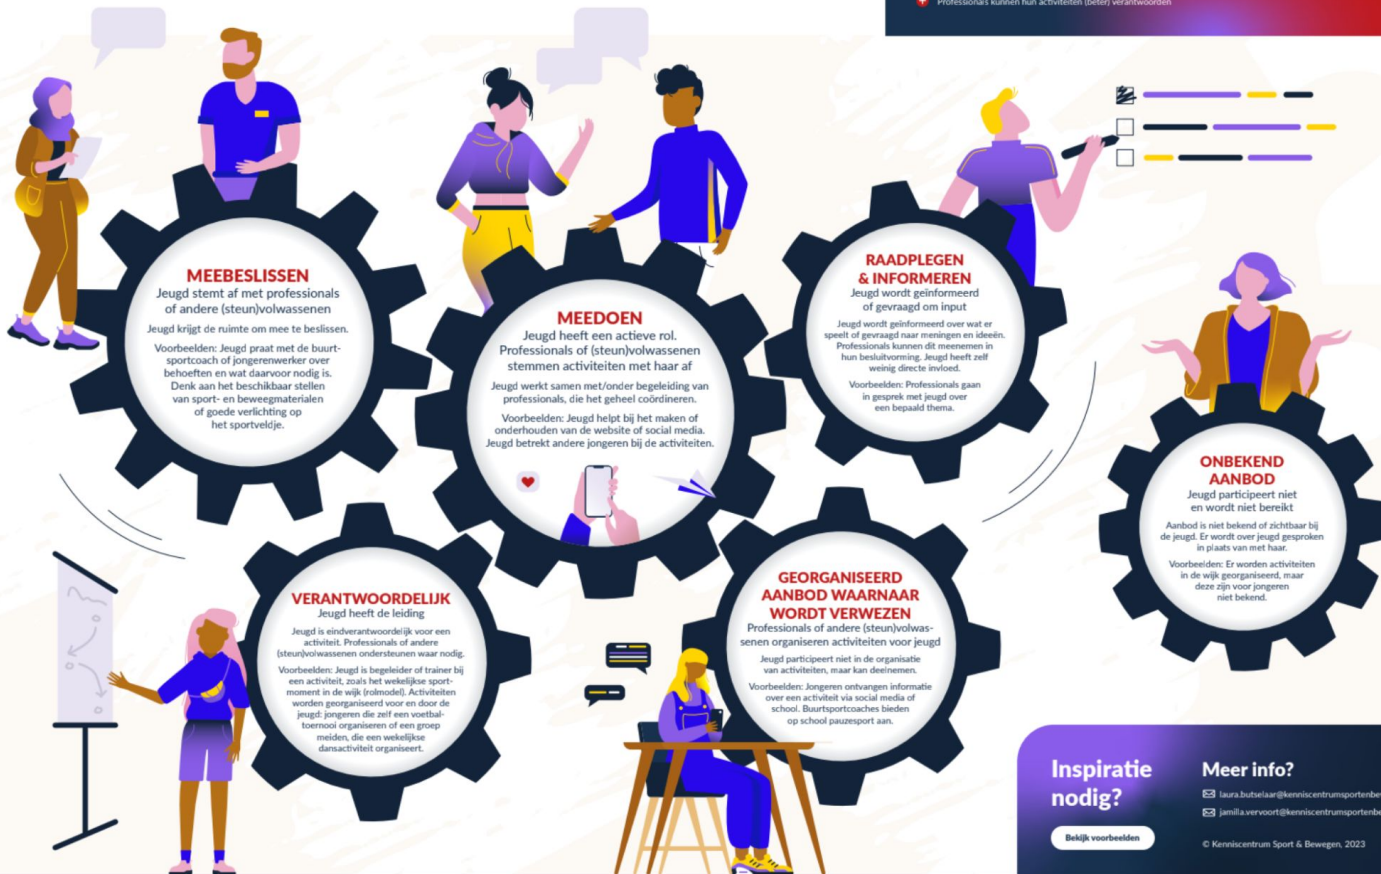 Professionals kunnen hun activiteiten (beter) verantwoorden
MEEBESLISSEN
Jeugd stemt af met professionals
of andere (steun)volwassenen
Jeugd krijgt de ruimte om mee te beslissen.
Voorbeelden: Jeugd praat met de buurt-
sportcoach of jongerenwerker over
behoeften en wat daarvoor nodig is.
Denk aan het beschikbaar stellen
van sport- en beweegmaterialen
of goede verlichting op
het sportveldje.
MEEDOEN
Jeugd heeft een actieve rol.
Professionals of (steun)volwassenen
stemmen activiteiten met haar af
Jeugd werkt samen met/onder begeleiding van
professionals, die het geheel coördineren.
Voorbeelden: Jeugd helpt bij het maken of
onderhouden van de website of social media.
Jeugd betrekt andere jongeren bij de activiteiten.
RAADPLEGEN
& INFORMEREN
Jeugd wordt geïnformeerd
of gevraagd om input
Jeugd wordt geïnformeerd over wat er
speelt of gevraagd naar meningen en ideeën.
Professionals kunnen dit meenemen in
hun besluitvorming. Jeugd heeft zelf
weinig directe invloed.
Voorbeelden: Professionals gaan
in gesprek met jeugd over
een bepaald thema.
ONBEKEND
AANBOD
Jeugd participeert niet
en wordt niet bereikt
Aanbod is niet bekend of zichtbaar bij
de jeugd. Er wordt over jeugd gesproken
in plaats van met haar.
Voorbeelden: Er worden activiteiten
in de wijk georganiseerd, maar
deze zijn voor jongeren
niet bekend.
VERANTWOORDELIJK
Jeugd heeft de leiding
Jeugd is eindverantwoordelijk voor een
activiteit. Professionals of andere
(steun)volwassenen ondersteunen waar nodig.
Voorbeelden: Jeugd is begeleider of trainer bij
een activiteit, zoals het wekelijkse sport-
moment in de wijk (rolmodel). Activiteiten
worden georganiseerd voor en door de
jeugd: jongeren die zelf een voetbal-
toernooi organiseren of een groep
meiden, die een wekelijkse
dansactiviteit organiseert.
GEORGANISEERD
AANBOD WAARNAAR
WORDT VERWEZEN
Professionals of andere (steun)volwas-
senen organiseren activiteiten voor jeugd
Jeugd participeert niet in de organisatie
van activiteiten, maar kan deelnemen.
Voorbeelden: Jongeren ontvangen informatie
over een activiteit via social media of
school. Buurtsportcoaches bieden
op school pauzesport aan.
Inspiratie
nodig?
Bekijk voorbeelden
Meer info?
laura.butselaar@kenniscentrumsportenbe
jamilla.vervoort@kenniscentrumsportenbe
© Kenniscentrum Sport & Bewegen, 2023